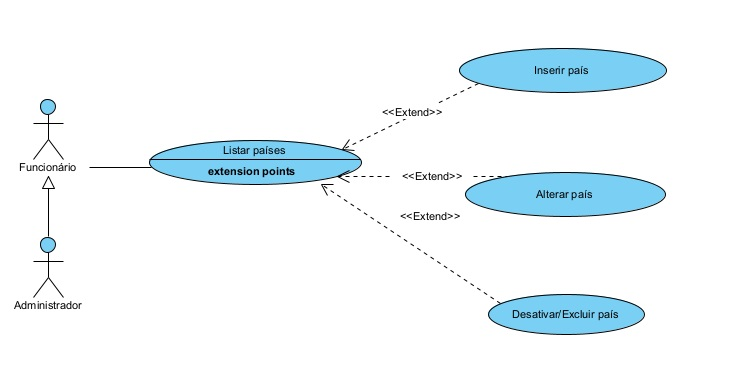 Inserir país
<<Extend>>
Listar países
extension points
Funcionário
<<Extend>>
Alterar país
<<Extend>>
Administrador
Desativar/Excluir país